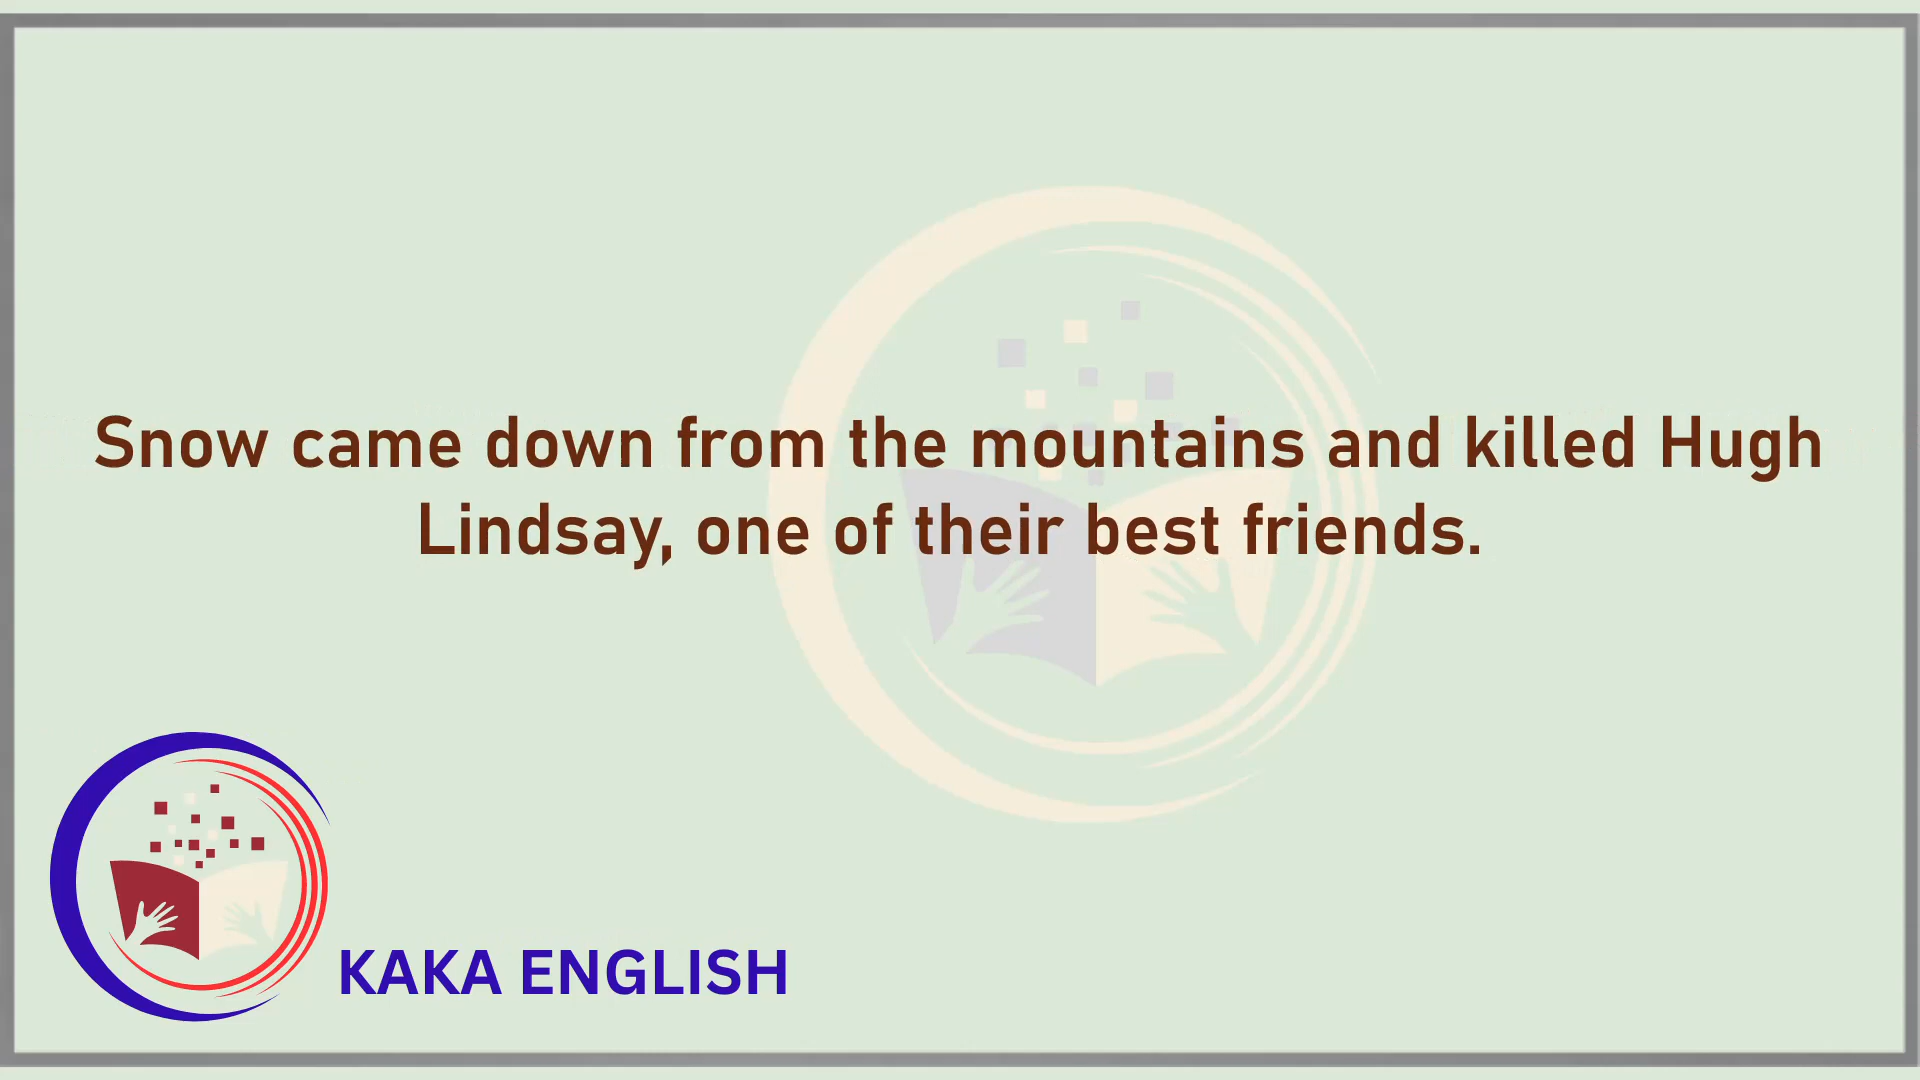 Snow came down from the mountains and killed Hugh
Lindsay, one of their best friends.
KAKA ENGLISH